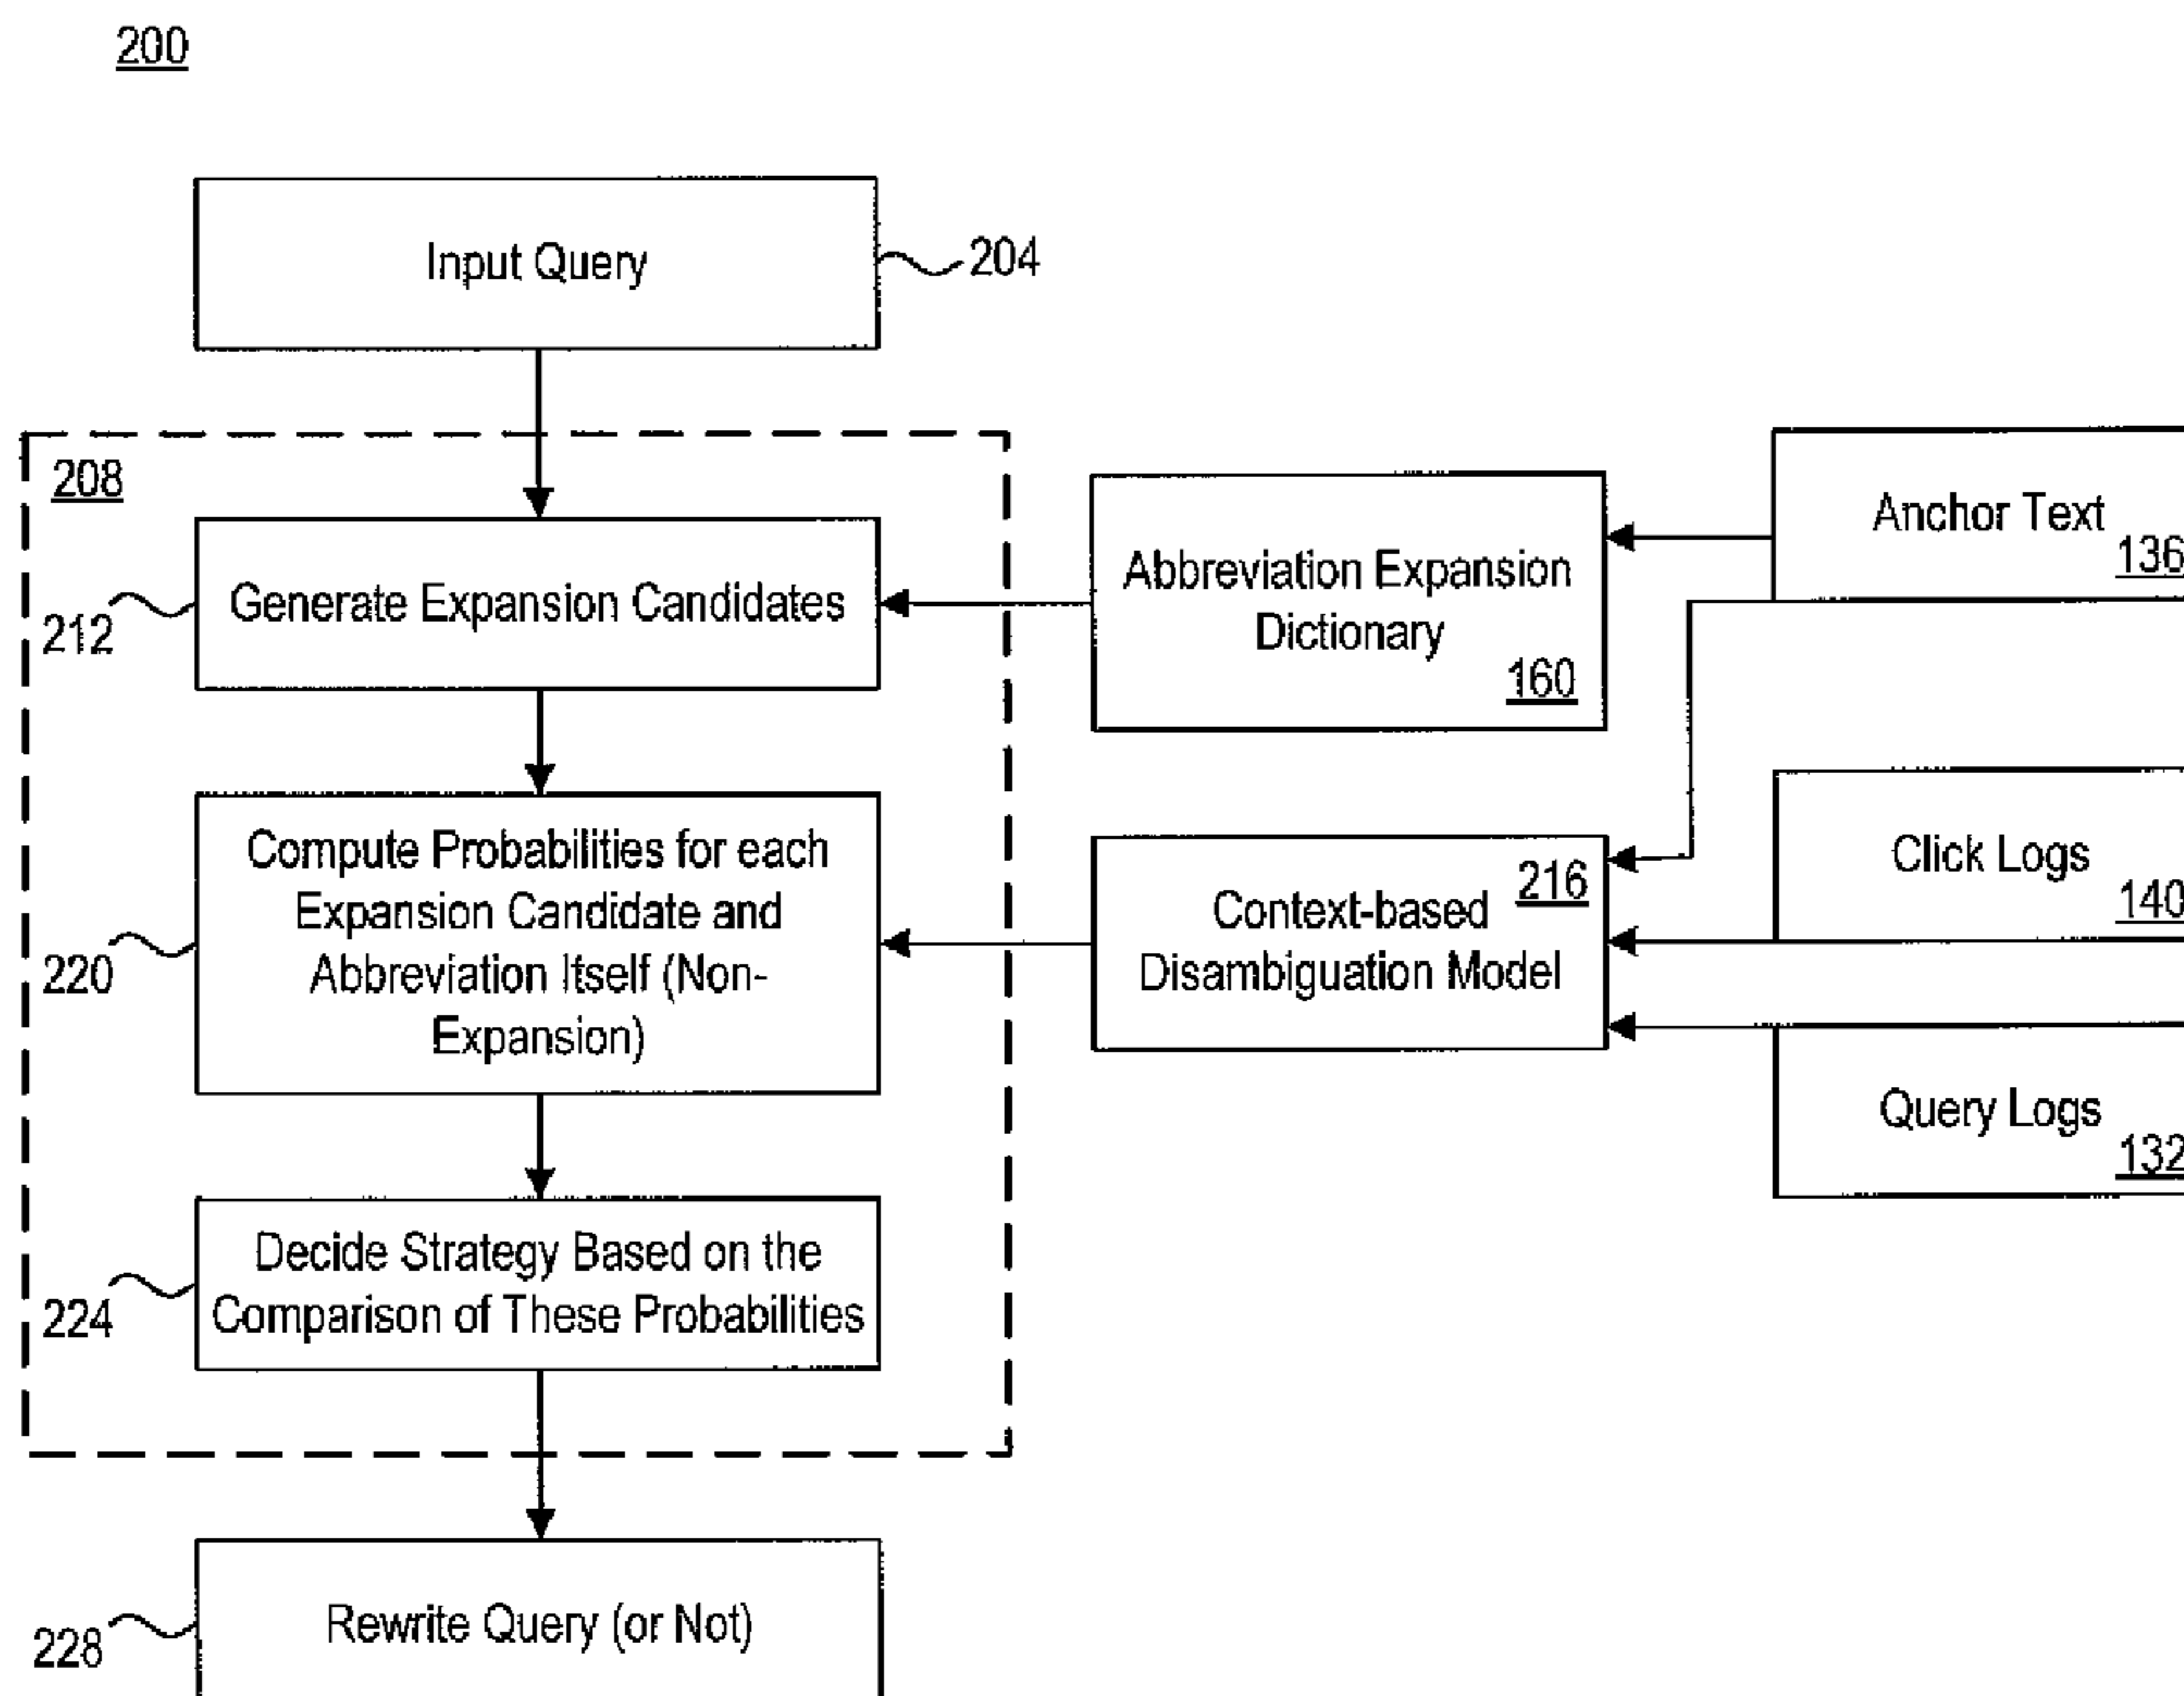 200
Input Query
204
208
Generate Expansion Candidates
212
Abbreviation Expansion
Dictionary
160
Anchor Text
136
Compute Probabilities for each
Expansion Candidate and
Abbreviation Itself (Non-
Expansion)
220
216
Context-based
Disambiguation Model
Click Logs
140
Query Logs
132
Decide Strategy Based on the
Comparison of These Probabilities
224
Rewrite Query (or Not)
228